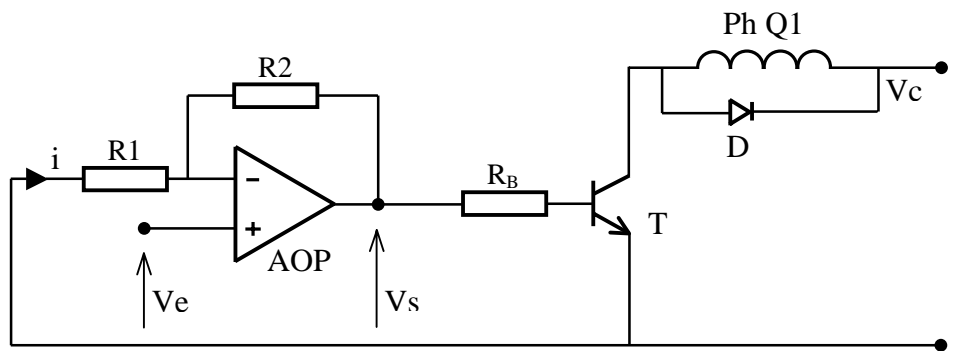 Ph Q1
R2
Vc
D
i
R1
R_B
T
-
+
AOP
Ve
Vs